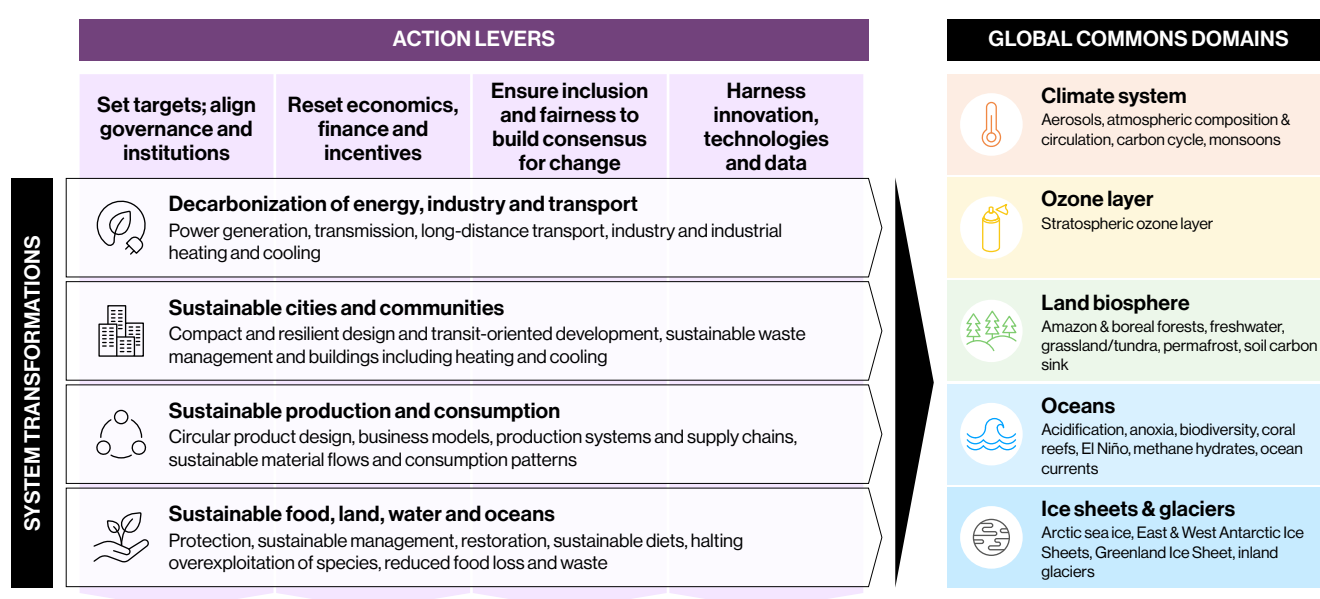 ACTION LEVERS
Set targets; align
governance and
institutions
Reset economics,
finance and
incentives
Ensure inclusion
and fairness to
build consensus
for change
Harness
innovation,
technologies
and data
SYSTEM TRANSFORMATIONS
Decarbonization of energy, industry and transport
Power generation, transmission, long-distance transport, industry and industrial
heating and cooling
Sustainable cities and communities
Compact and resilient design and transit-oriented development, sustainable waste
management and buildings including heating and cooling
Sustainable production and consumption
Circular product design, business models, production systems and supply chains,
sustainable material flows and consumption patterns
Sustainable food, land, water and oceans
Protection, sustainable management, restoration, sustainable diets, halting
overexploitation of species, reduced food loss and waste
GLOBAL COMMONS DOMAINS
Climate system
Aerosols, atmospheric composition &
circulation, carbon cycle, monsoons
Ozone layer
Stratospheric ozone layer
Land biosphere
Amazon & boreal forests, freshwater,
grassland/tundra, permafrost, soil carbon
sink
Oceans
Acidification, anoxia, biodiversity, coral
reefs, El Niño, methane hydrates, ocean
currents
Ice sheets & glaciers
Arctic sea ice, East & West Antarctic Ice
Sheets, Greenland Ice Sheet, inland
glaciers